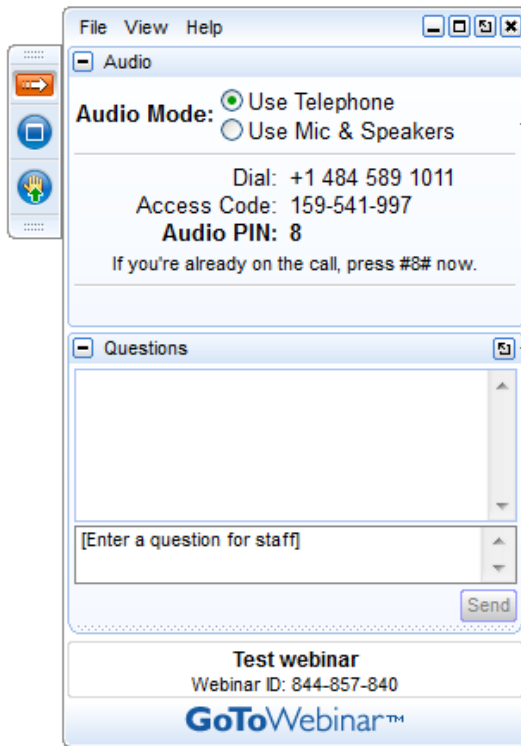 File View Help
Audio
Audio Mode: Use Telephone
Use Mic & Speakers
Dial: +1 484 589 1011
Access Code: 159-541-997
Audio PIN: 8
If you're already on the call, press #8# now.
Questions
[Enter a question for staff]
Send
Test webinar
Webinar ID: 844-857-840
GoToWebinar™